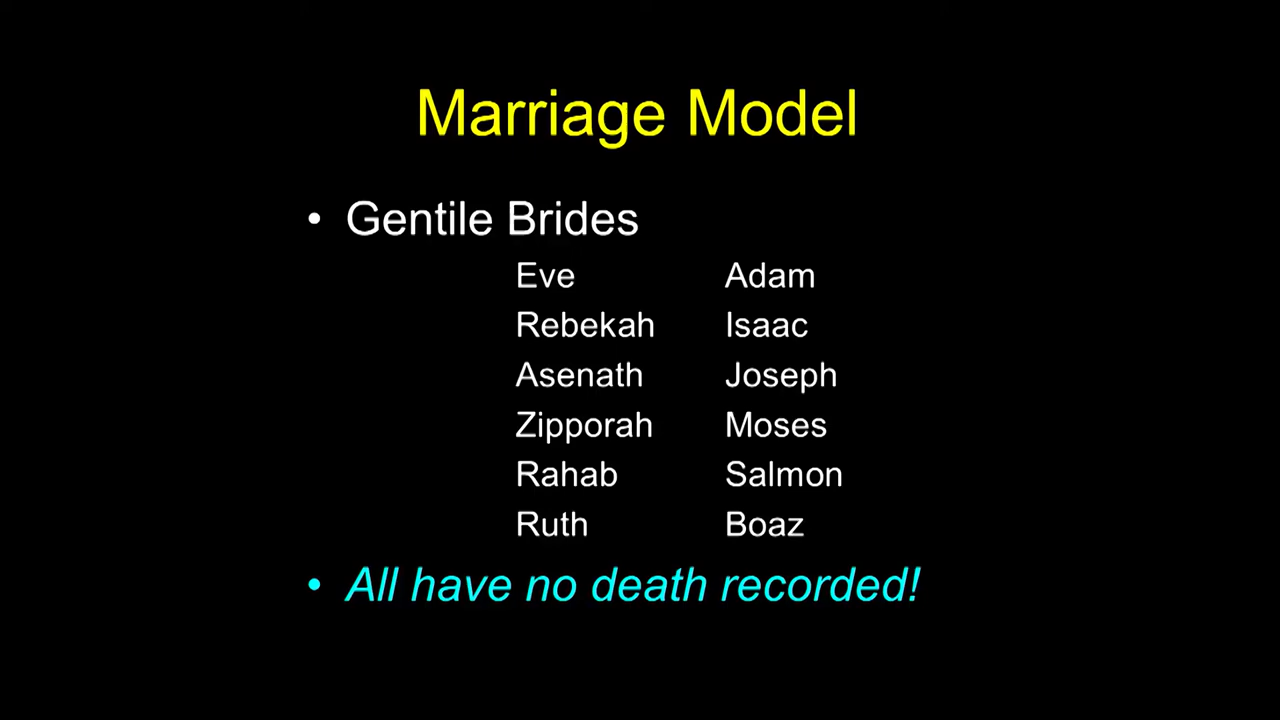 Marriage Model
• Gentile Brides
Eve Adam
Rebekah Isaac
Asenath Joseph
Zipporah Moses
Rahab Salmon
Ruth Boaz
• All have no death recorded!